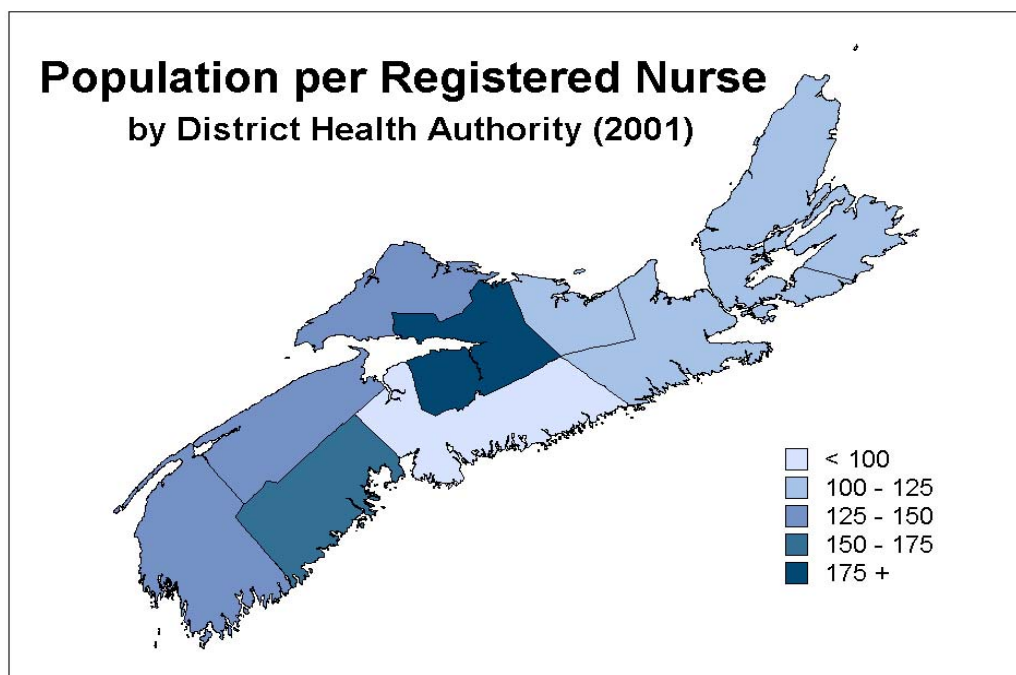 Population per Registered Nurse
by District Health Authority (2001)
< 100
100 - 125
125 - 150
150 - 175
175 +